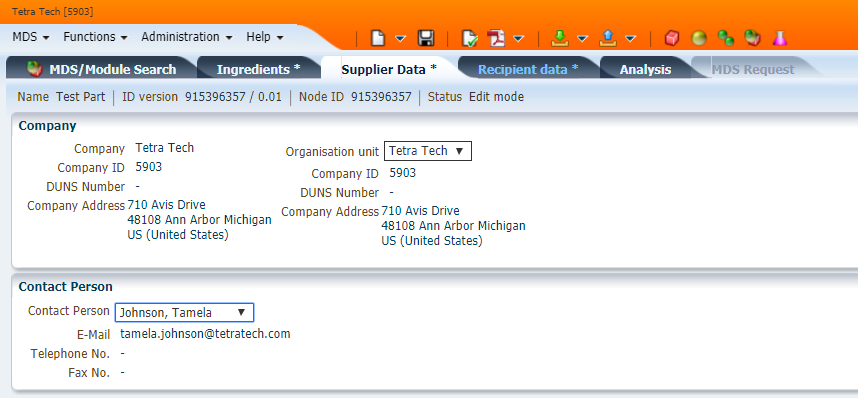 Tetra Tech [5903]
MDS Functions Administration Help
MDS/Module Search Ingredients * Supplier Data * Recipient data * Analysis MDS Request
Name Test Part ID version 915396357 / 0.01 Node ID 915396357 Status Edit mode
Company
Company Tetra Tech
Company ID 5903
DUNS Number -
Company Address 710 Avis Drive
48108 Ann Arbor Michigan
US (United States)
Organisation unit Tetra Tech
Company ID 5903
DUNS Number -
Company Address 710 Avis Drive
48108 Ann Arbor Michigan
US (United States)
Contact Person
Contact Person Johnson, Tamela
E-Mail tamela.johnson@tetratech.com
Telephone No. -
Fax No. -